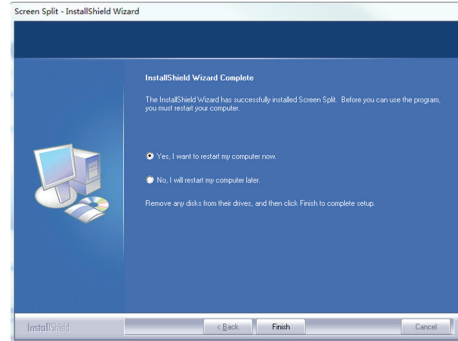 Screen Split - InstallShield Wizard
InstallShield Wizard Complete
The InstallShield Wizard has successfully installed Screen Split. Before you can use the program,
you must restart your computer.
Yes, I want to restart my computer now.
No, I will restart my computer later.
Remove any disks from their drives, and then click Finish to complete setup.
InstallShield
< Back
Finish
Cancel